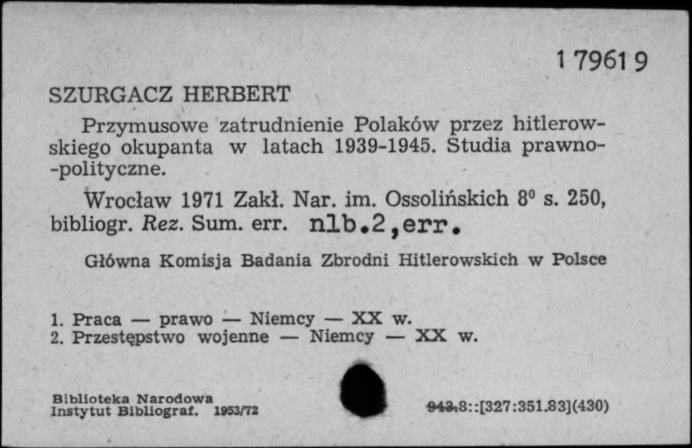 179619
SZURGACZ HERBERT
Przymusowe zatrudnienie Polaków przez hitlerow-
skiego okupanta w latach 1939-1945. Studia prawno-
-polityczne.
Wrocław 1971 Zakł. Nar. im. Ossolińskich 8⁰ s. 250,
bibliogr. Rez. Sum. err. nlb.2,err.
Główna Komisja Badania Zbrodni Hitlerowskich w Polsce
1. Praca — prawo — Niemcy — XX w.
2. Przestępstwo wojenne — Niemcy — XX w.
Biblioteka Narodowa
Instytut Bibliograf. 1953/72
943.8::[327:351.83](430)